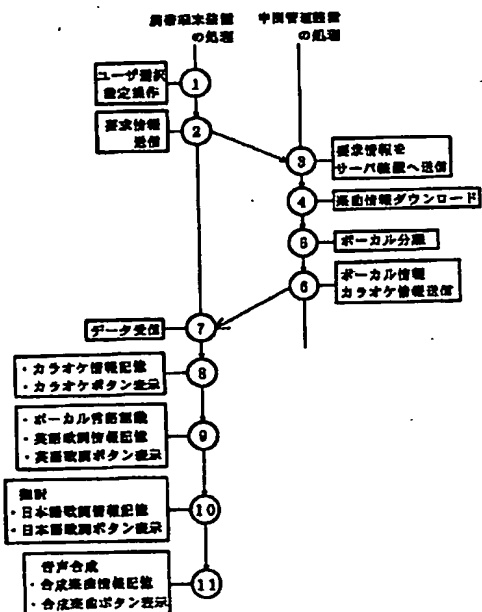 携帯端末装置
の処理
中間管理装置
の処理
ユーザ選択
設定操作
1
要求情報
送信
2
3
要求情報を
サーバ装置へ送信
4
楽曲情報ダウンロード
5
ボーカル分離
6
ボーカル情報
カラオケ情報送信
データ受信
7
・カラオケ情報記憶
・カラオケボタン表示
8
・ボーカル言語認識
・英語歌詞情報記憶
・英語歌詞ボタン表示
9
翻訳
・日本語歌詞情報記憶
・日本語歌詞ボタン表示
10
音声合成
・合成楽曲情報記憶
・合成楽曲ボタン表示
11